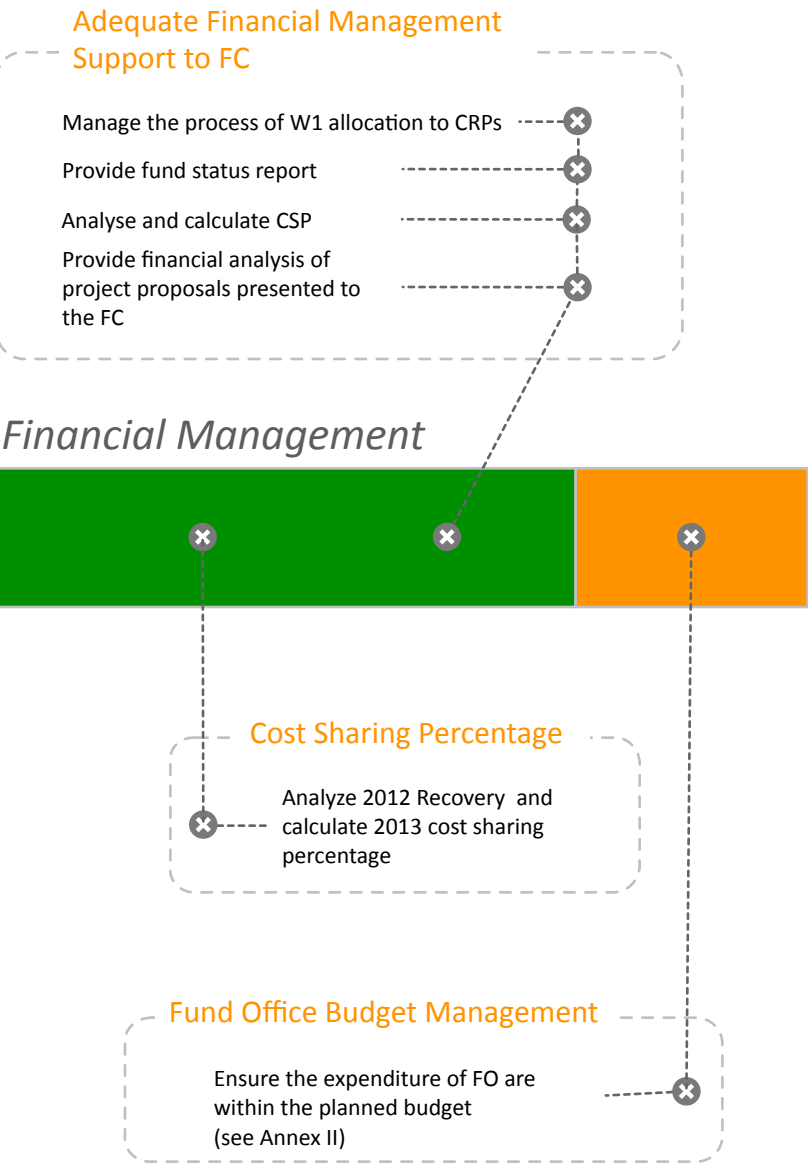 Adequate Financial Management
Support to FC
Manage the process of W1 allocation to CRPs
Provide fund status report
Analyse and calculate CSP
Provide financial analysis of
project proposals presented to
the FC
Financial Management
Cost Sharing Percentage
Analyze 2012 Recovery and
calculate 2013 cost sharing
percentage
Fund Office Budget Management
Ensure the expenditure of FO are
within the planned budget
(see Annex II)